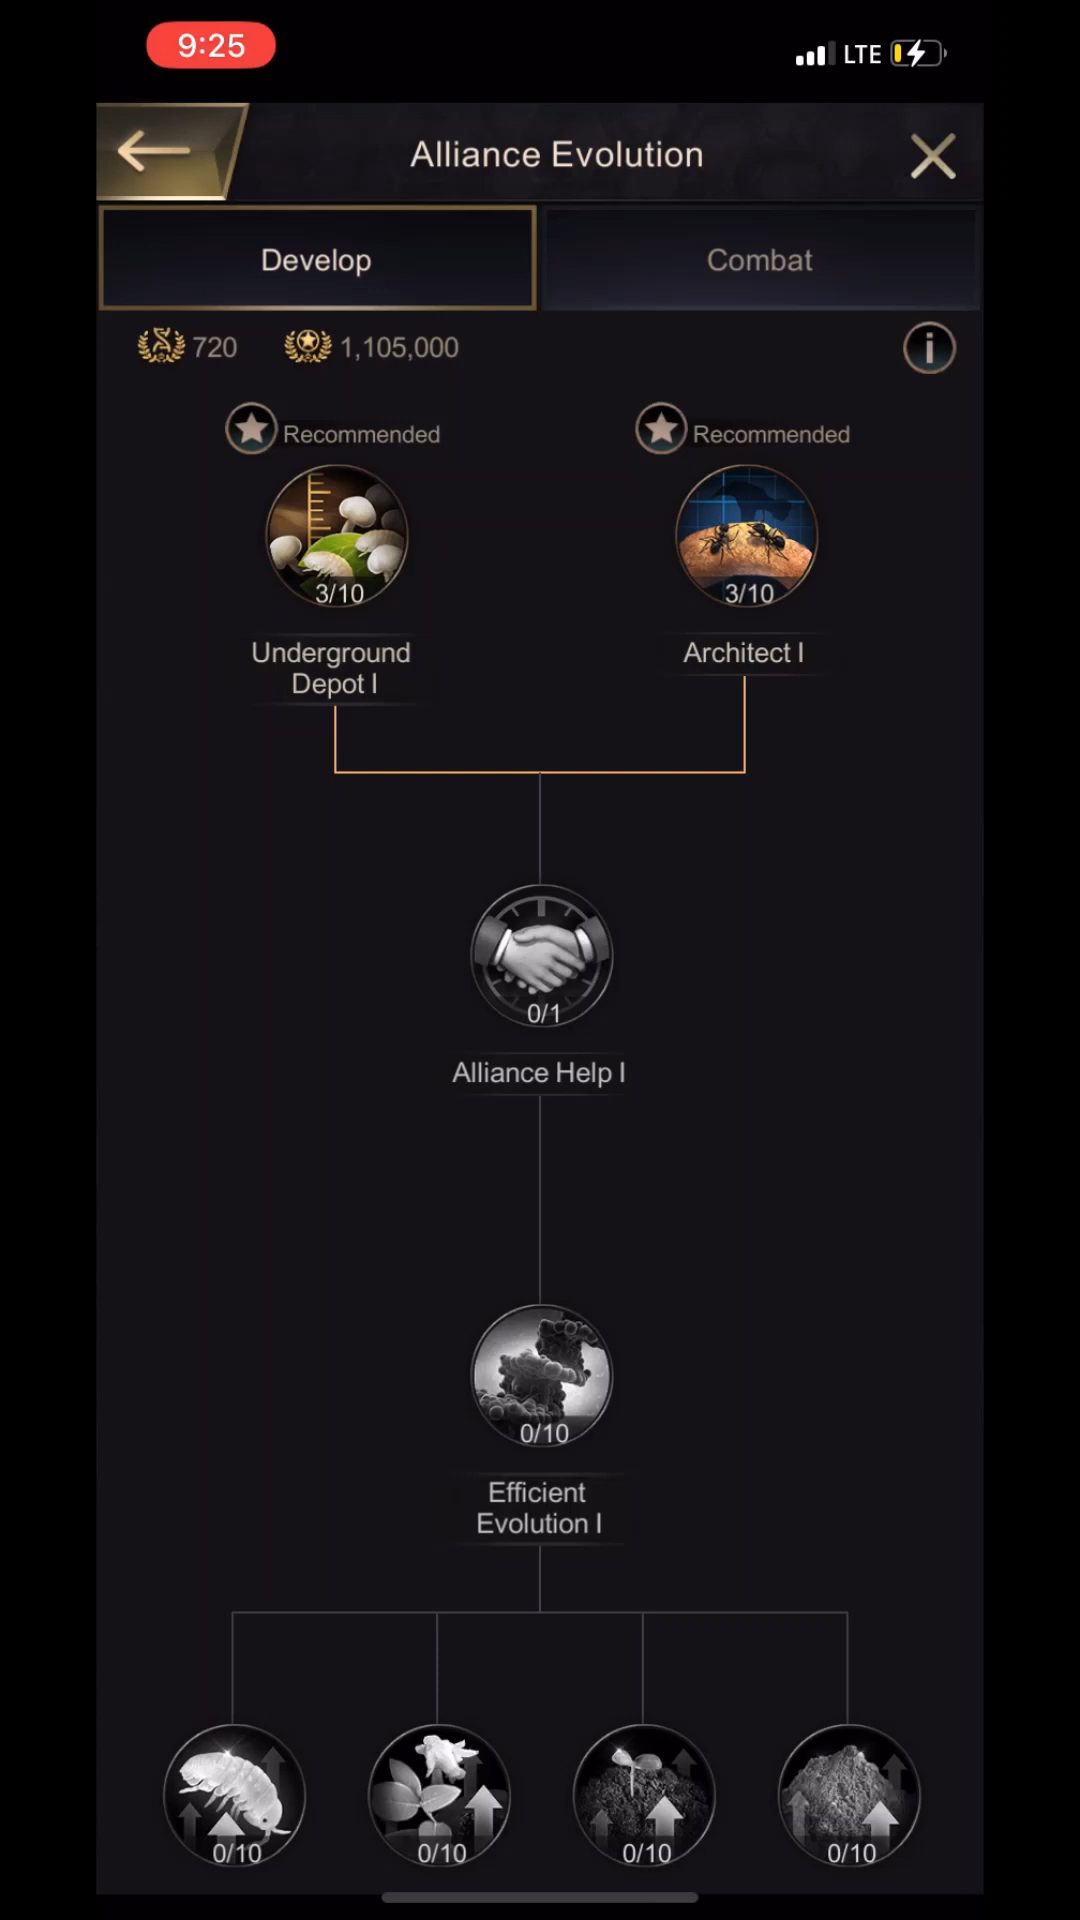 9:25
LTE
Alliance Evolution
Develop
Combat
720
1,105,000
i
Recommended
Recommended
3/10
3/10
Underground
Depot I
Architect I
0/1
Alliance Help I
0/10
Efficient
Evolution I
0/10
0/10
0/10
0/10